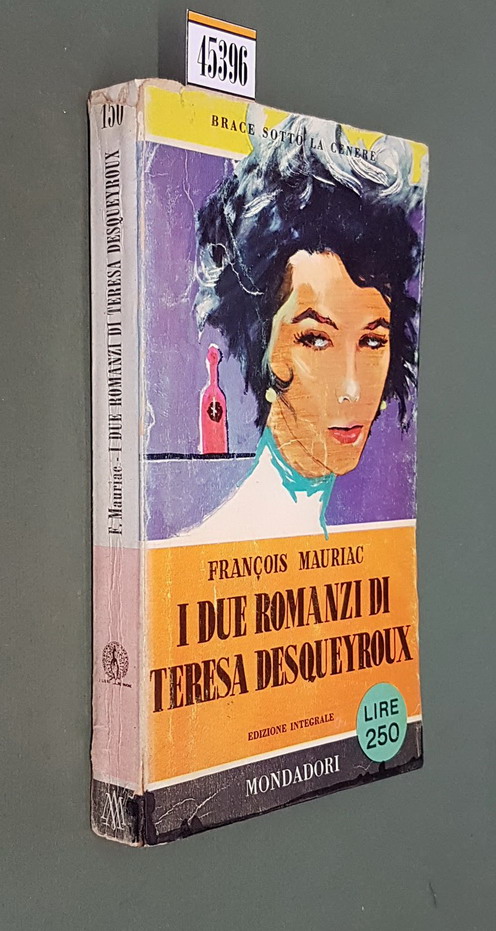 45396
BRACE SOTTO LA CENERE
FRANÇOIS MAURIAC
I DUE ROMANZI DI
TERESA DESQUEYROUX
EDIZIONE INTEGRALE
LIRE
250
MONDADORI
150
F. Mauriac - I DUE ROMANZI DI TERESA DESQUEYROUX